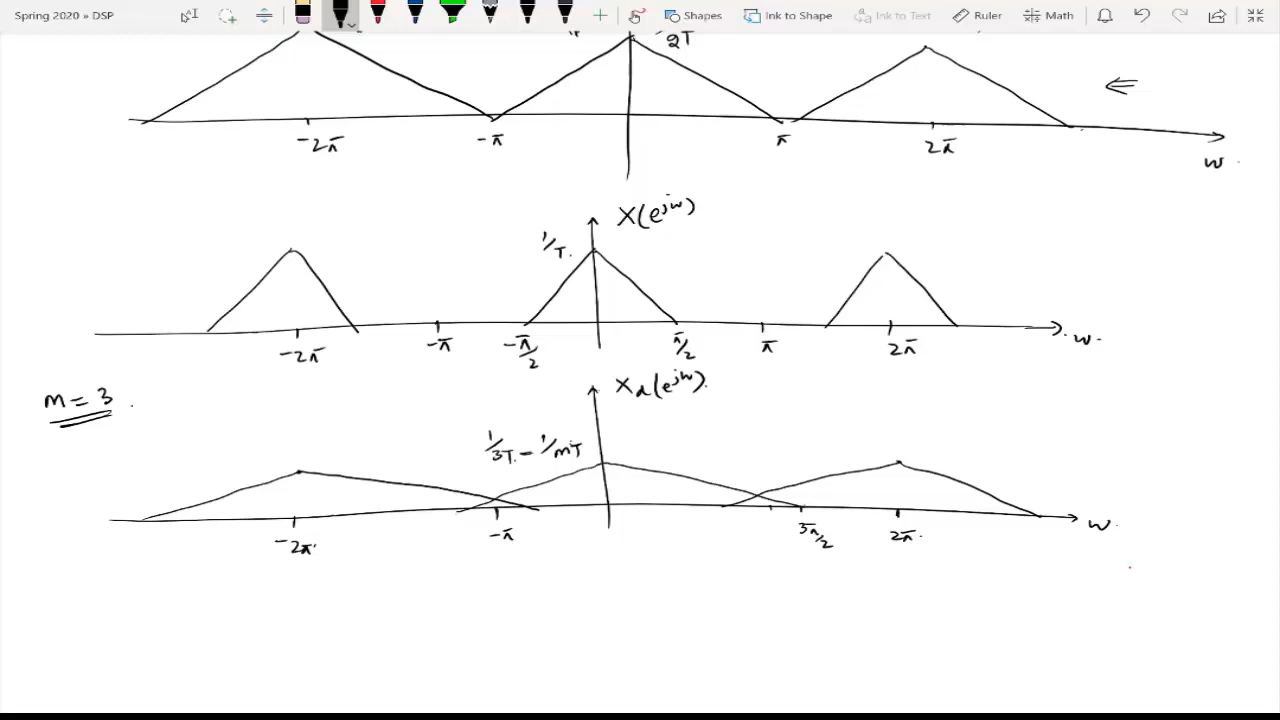 Spring 2020 » DSP
Shapes Ink to Shape Ink to Text Ruler Math
2T
-2π -π π 2π
w
X(e^jw)
1/T
-2π -π -π/2 π/2 π 2π w
M = 3
X_d(e^jw)
1/3T = 1/MT
-2π -π 3π/2 2π w